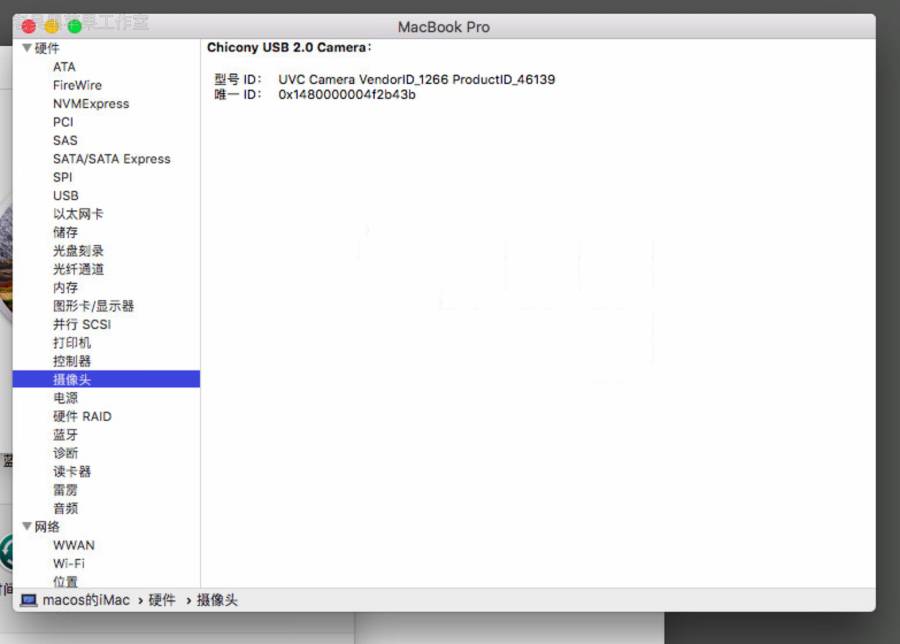 MacBook Pro
硬件
ATA
FireWire
NVMExpress
PCI
SAS
SATA/SATA Express
SPI
USB
以太网卡
储存
光盘刻录
光纤通道
内存
图形卡/显示器
并行 SCSI
打印机
控制器
摄像头
电源
硬件 RAID
蓝牙
诊断
读卡器
雷雳
音频
网络
WWAN
Wi-Fi
位置
Chicony USB 2.0 Camera：
型号 ID： UVC Camera VendorID_1266 ProductID_46139
唯一 ID： 0x1480000004f2b43b
macos的iMac › 硬件 › 摄像头